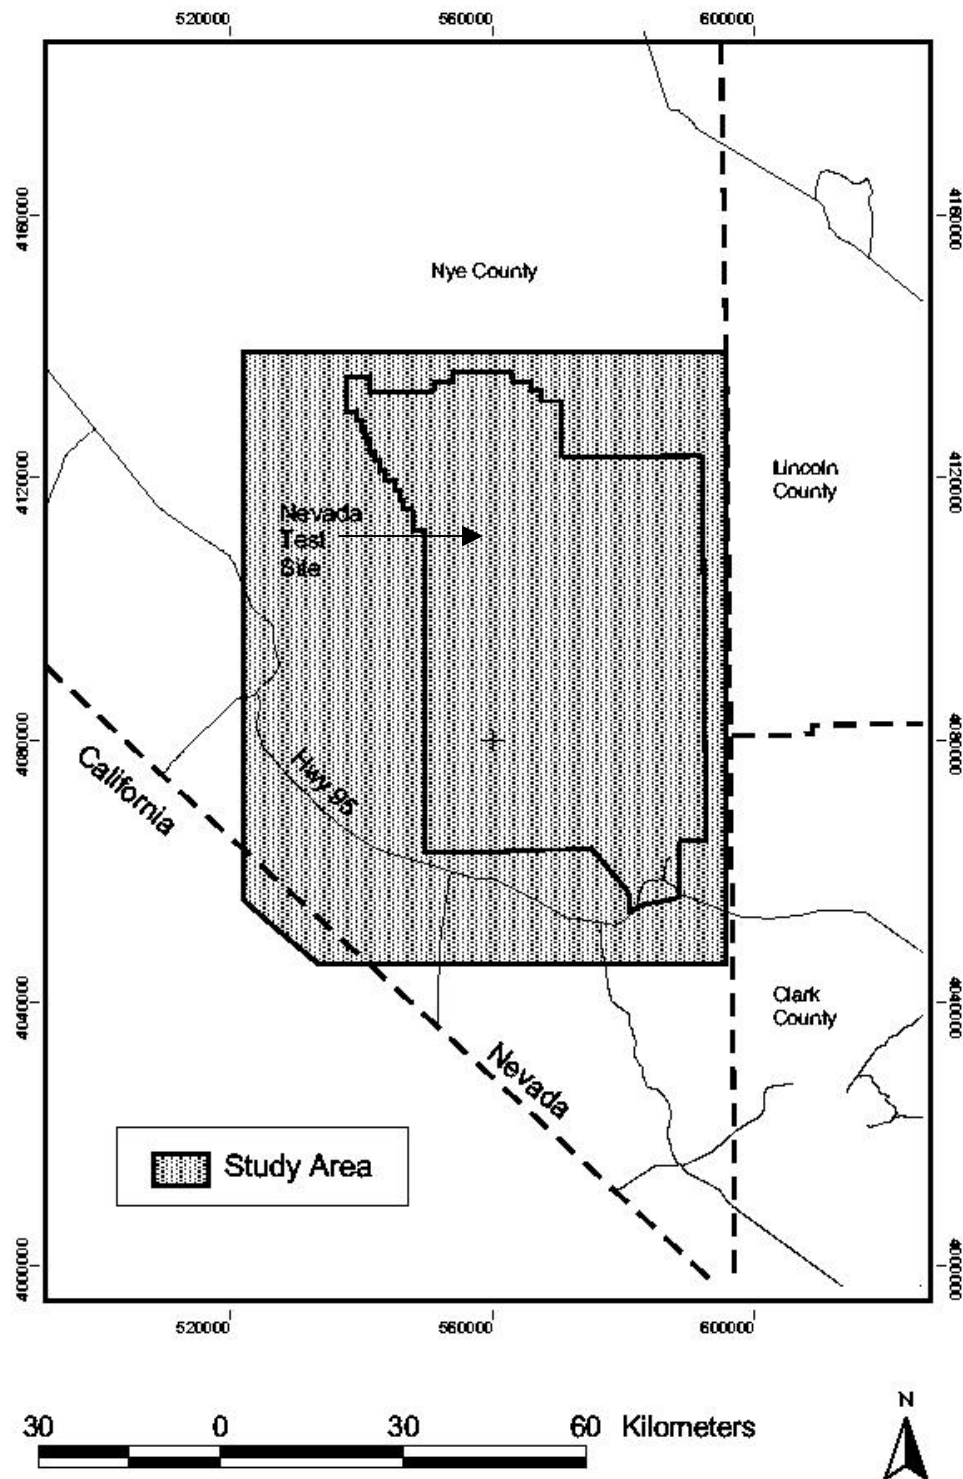 520000 560000 600000
4160000
4160000
Nye County
4120000
Lincoln
County
4120000
Nevada
Test
Site
4080000
4080000
Hwy 95
California
4040000
Clark
County
4040000
Nevada
Study Area
4000000
4000000
520000 560000 600000
N
30 0 30 60 Kilometers